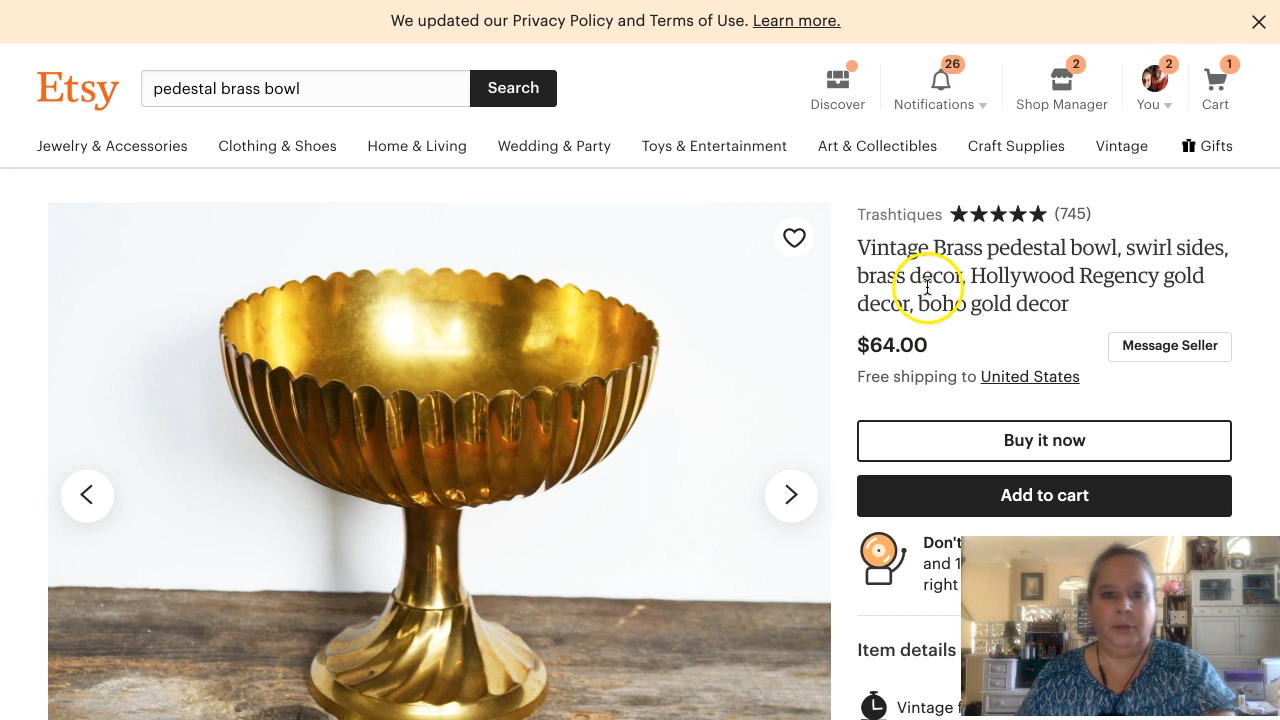 We updated our Privacy Policy and Terms of Use. Learn more.
Etsy
pedestal brass bowl
Search
26
2
2
1
Discover
Notifications
Shop Manager
You
Cart
Jewelry & Accessories
Clothing & Shoes
Home & Living
Wedding & Party
Toys & Entertainment
Art & Collectibles
Craft Supplies
Vintage
Gifts
Trashtiques
(745)
Vintage Brass pedestal bowl, swirl sides,
brass decor, Hollywood Regency gold
decor, boho gold decor
$64.00
Message Seller
Free shipping to United States
Buy it now
Add to cart
Don't
and 1
right
Item details
Vintage